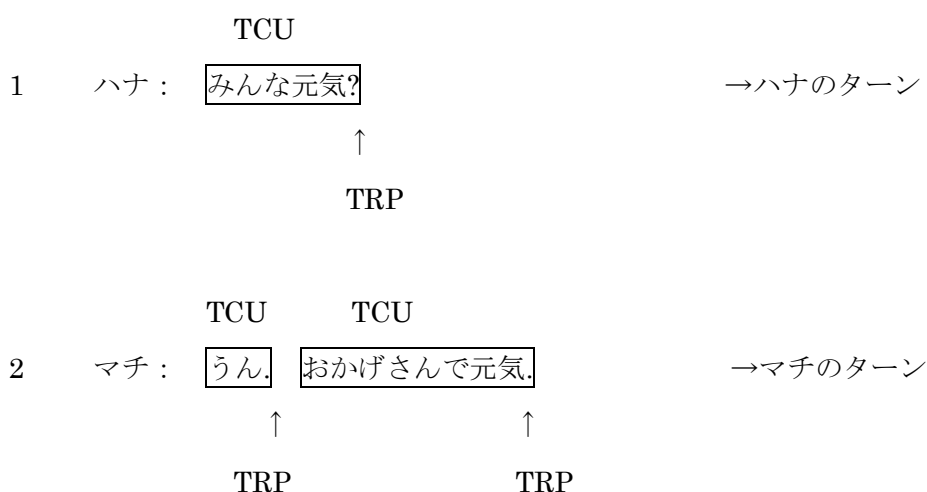 TCU
1 ハナ： みんな元気? →ハナのターン
↑
TRP
TCU TCU
2 マチ： うん. おかげさんで元気. →マチのターン
↑ ↑
TRP TRP